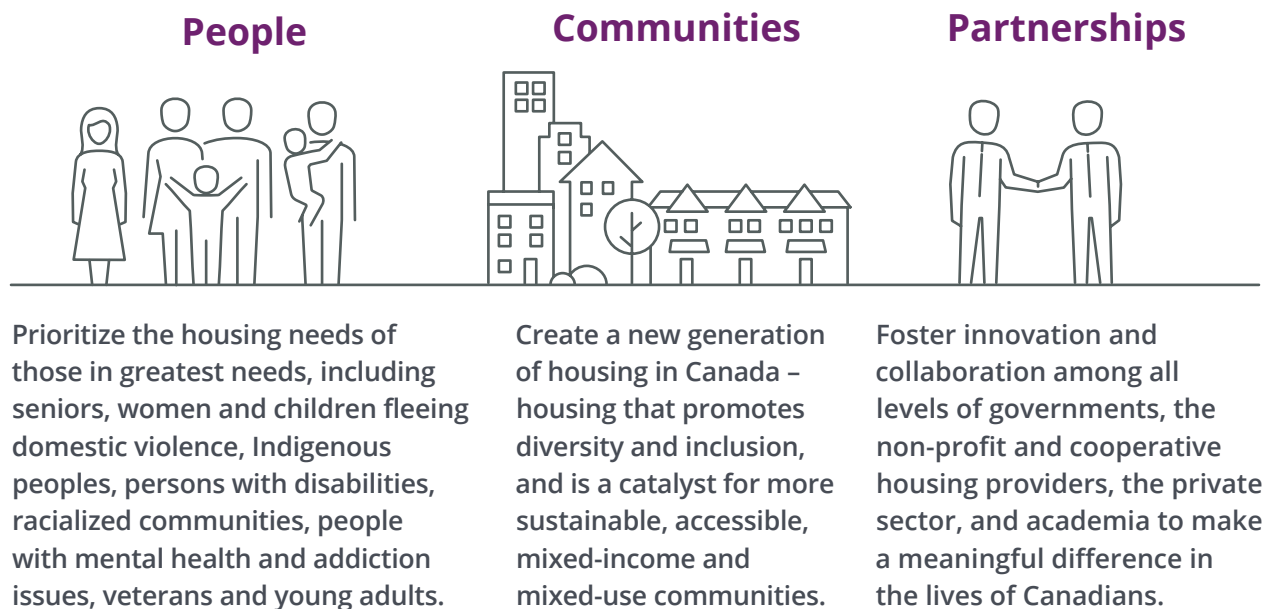 People
Prioritize the housing needs of
those in greatest needs, including
seniors, women and children fleeing
domestic violence, Indigenous
peoples, persons with disabilities,
racialized communities, people
with mental health and addiction
issues, veterans and young adults.
Communities
Create a new generation
of housing in Canada –
housing that promotes
diversity and inclusion,
and is a catalyst for more
sustainable, accessible,
mixed-income and
mixed-use communities.
Partnerships
Foster innovation and
collaboration among all
levels of governments, the
non-profit and cooperative
housing providers, the private
sector, and academia to make
a meaningful difference in
the lives of Canadians.